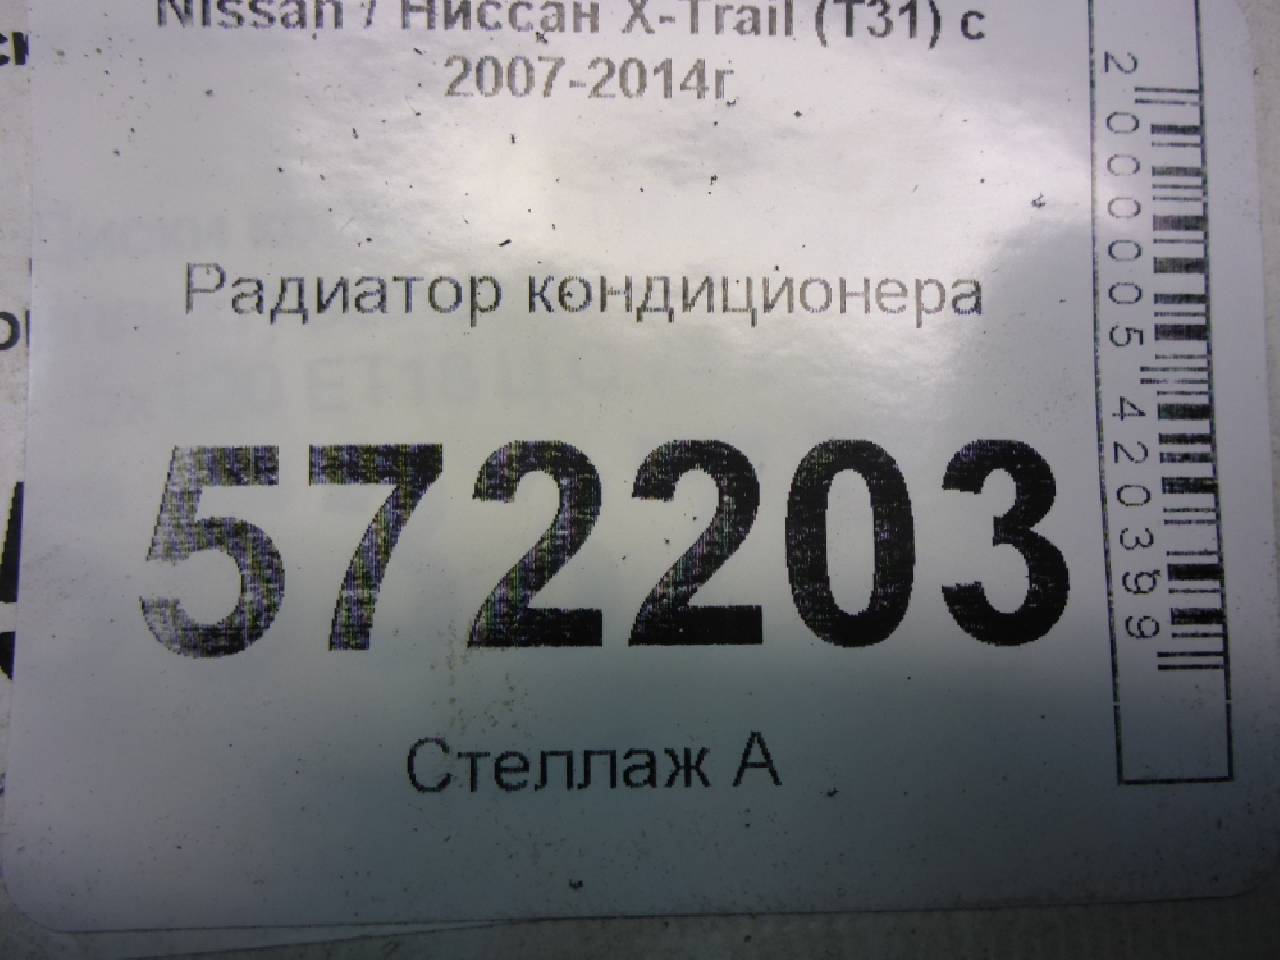 Nissan / Ниссан X-Trail (T31) с
2007-2014г
Радиатор кондиционера
572203
Стеллаж А
2000005420399